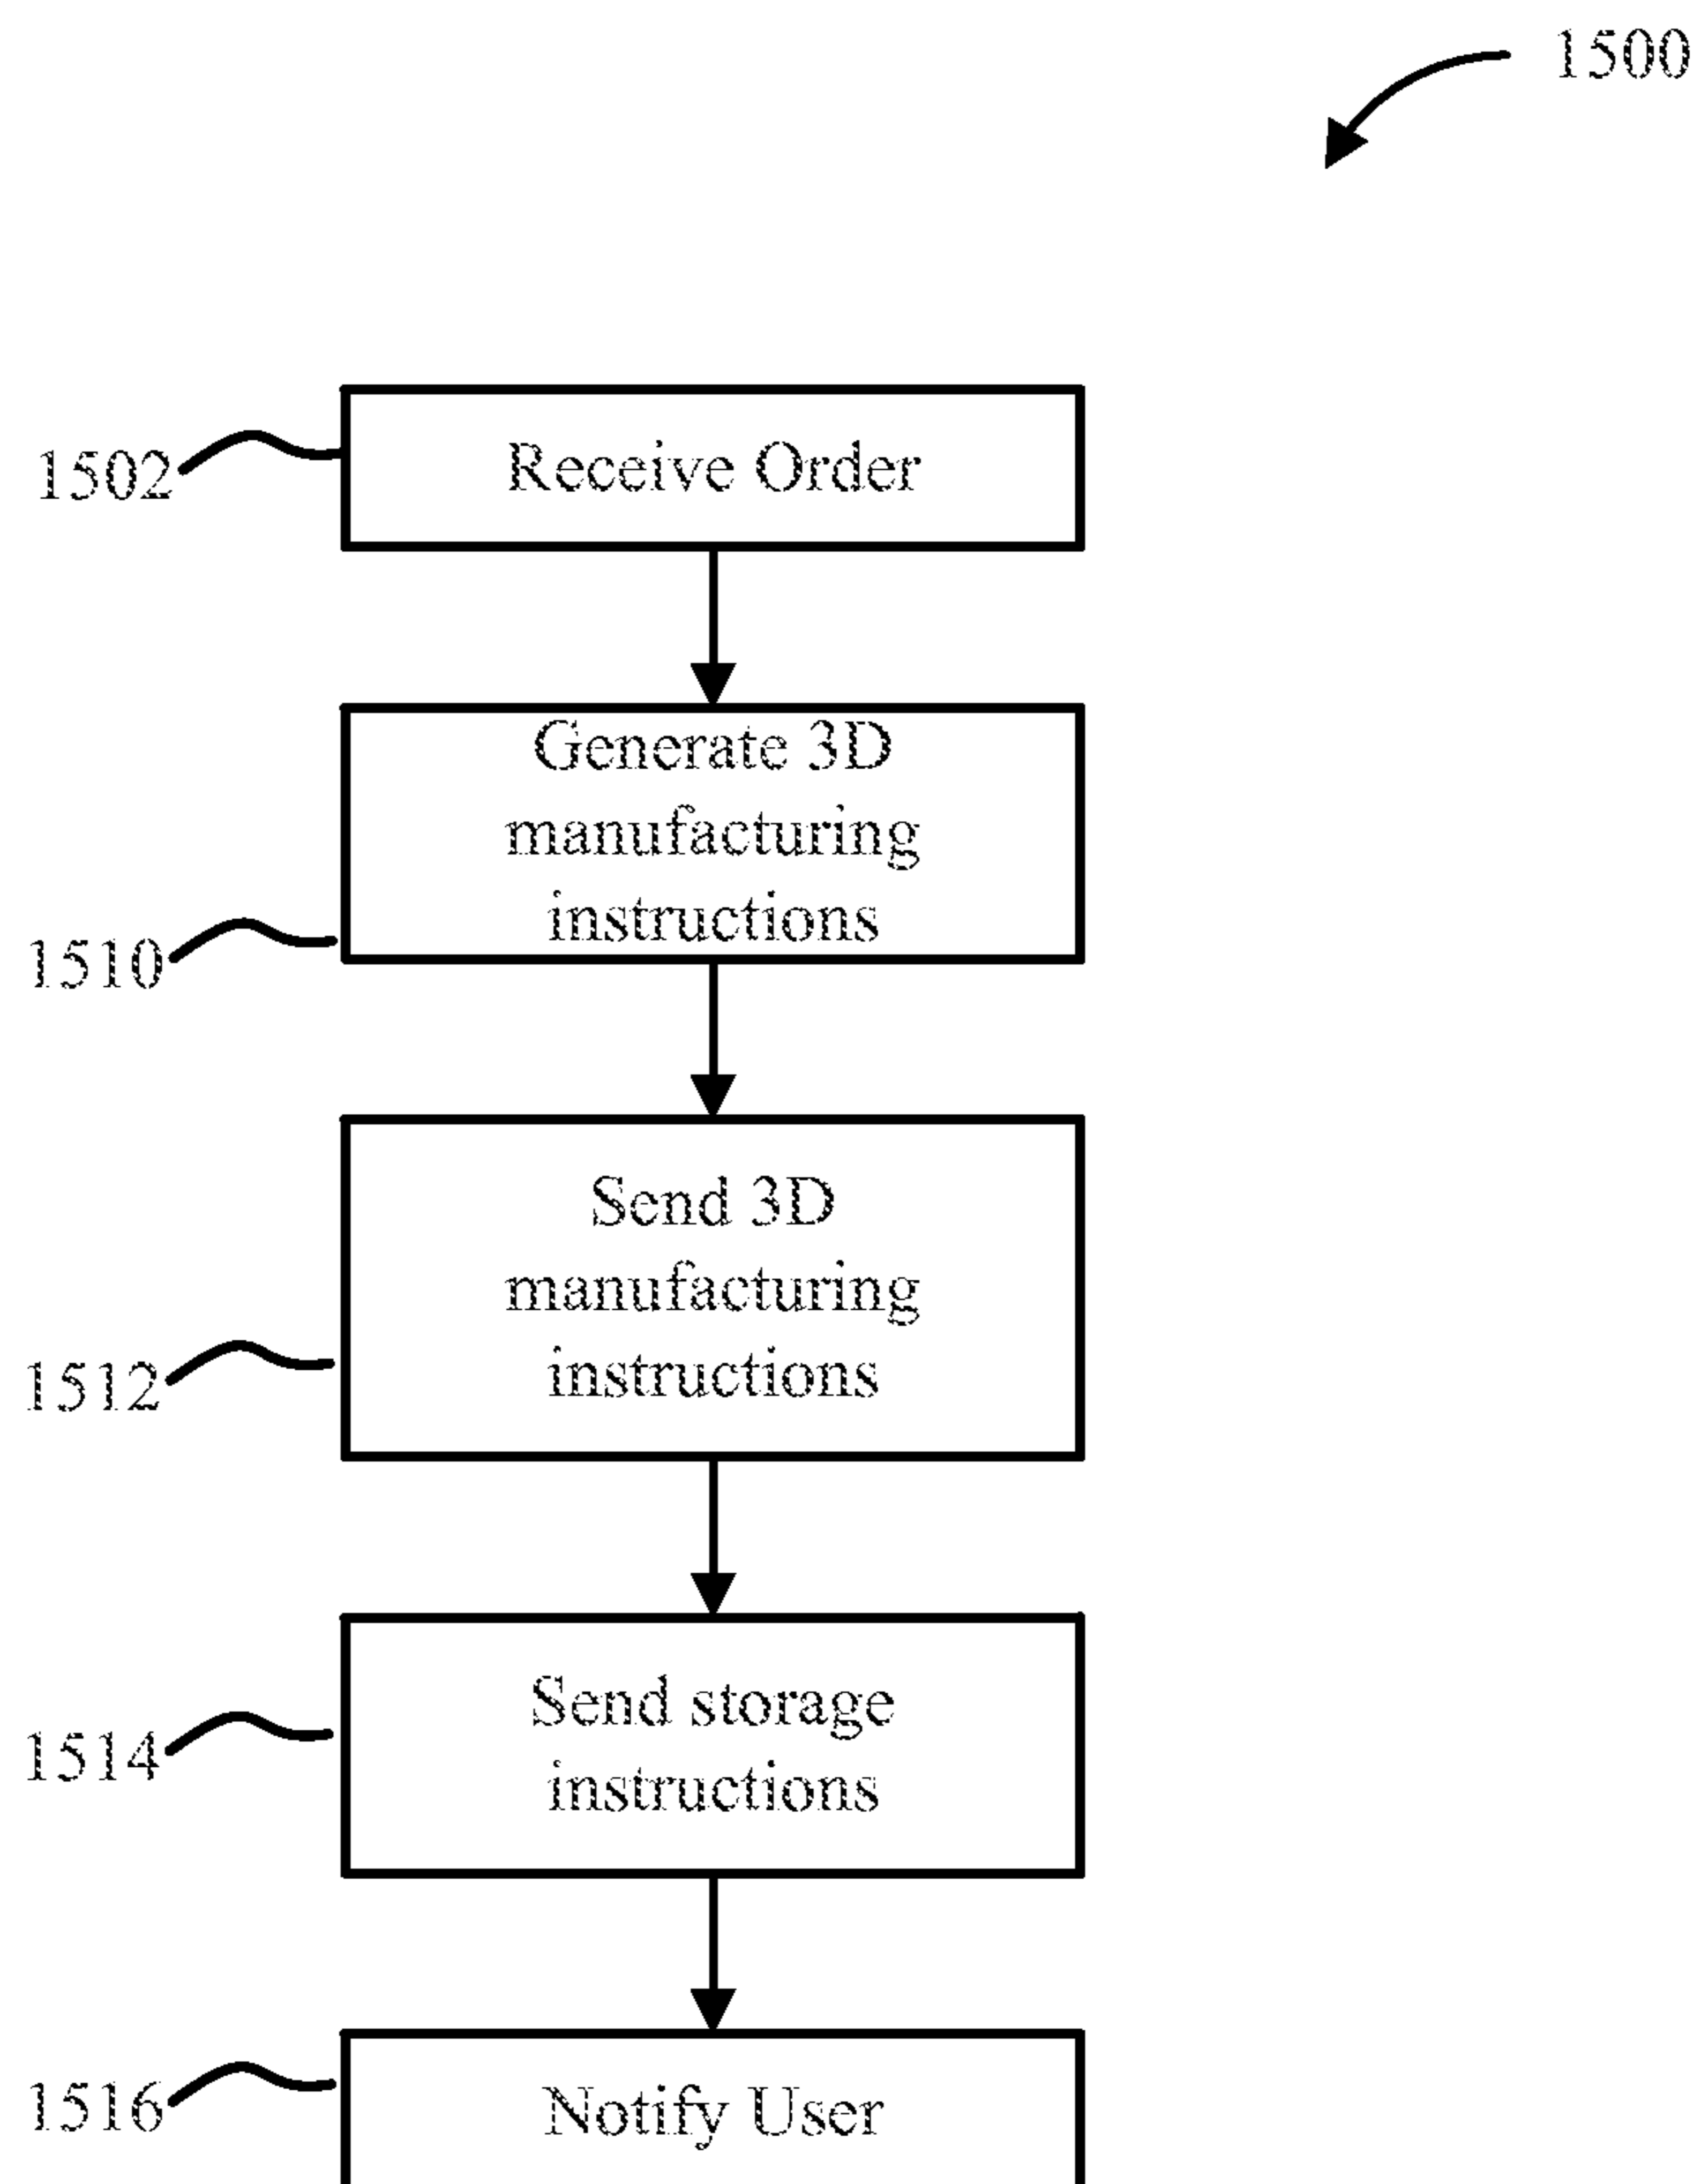 1500
1502
Receive Order
Generate 3D
manufacturing
instructions
1510
Send 3D
manufacturing
instructions
1512
Send storage
instructions
1514
1516
Notify User